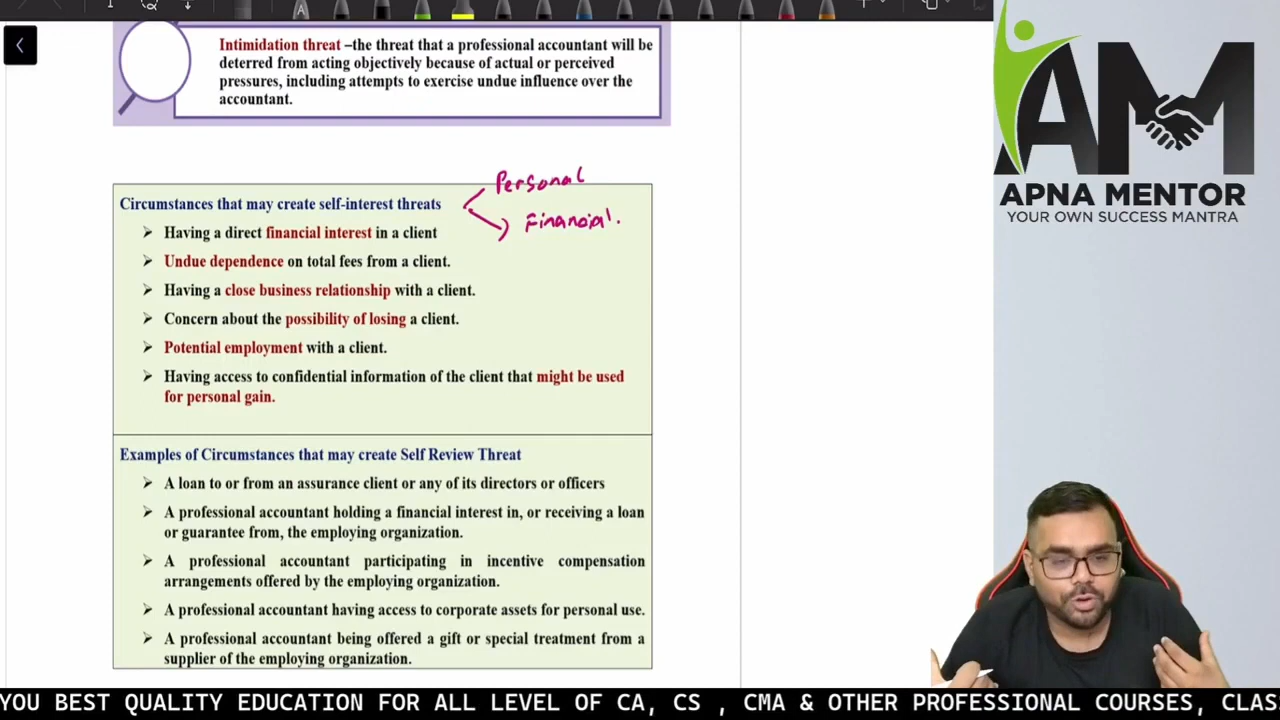 Intimidation threat –the threat that a professional accountant will be
deterred from acting objectively because of actual or perceived
pressures, including attempts to exercise undue influence over the
accountant.
Personal
Circumstances that may create self-interest threats
Financial.
Having a direct financial interest in a client
Undue dependence on total fees from a client.
Having a close business relationship with a client.
Concern about the possibility of losing a client.
Potential employment with a client.
Having access to confidential information of the client that might be used
for personal gain.
Examples of Circumstances that may create Self Review Threat
A loan to or from an assurance client or any of its directors or officers
A professional accountant holding a financial interest in, or receiving a loan
or guarantee from, the employing organization.
A professional accountant participating in incentive compensation
arrangements offered by the employing organization.
A professional accountant having access to corporate assets for personal use.
A professional accountant being offered a gift or special treatment from a
supplier of the employing organization.
AM
APNA MENTOR
YOUR OWN SUCCESS MANTRA
YOU BEST QUALITY EDUCATION FOR ALL LEVEL OF CA, CS , CMA & OTHER PROFESSIONAL COURSES, CLAS